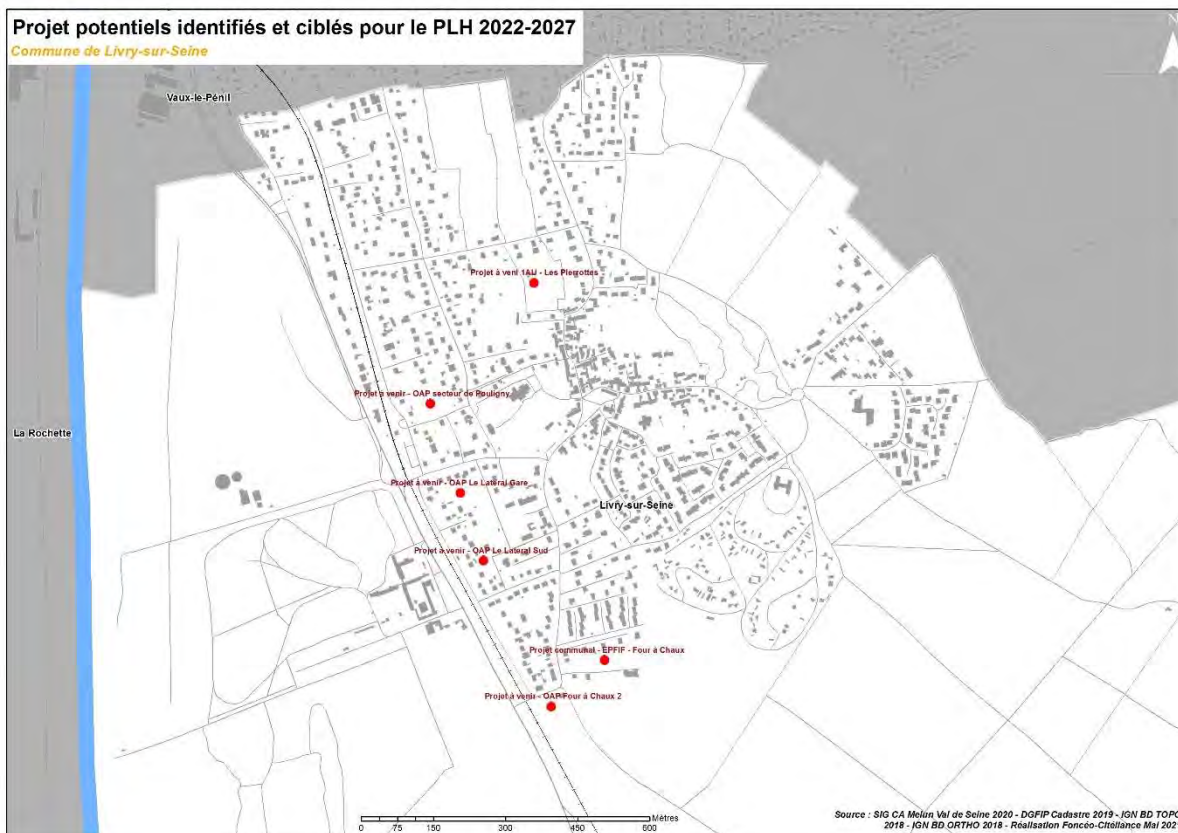 Projet potentiels identifiés et ciblés pour le PLH 2022-2027
Commune de Livry-sur-Seine
N
Vaux-le-Pénil
Projet à veni 1AU - Les Pierrottes
Projet à venir - OAP secteur de Pouligny
La Rochette
Projet à venir - OAP Le Latéral Gare
Livry-sur-Seine
Projet à venir - OAP Le Latéral Sud
Projet communal - EPFIF - Four à Chaux
Projet à venir - OAP Four à Chaux 2
Mètres
0 75 150 300 450 600
Source : SIG CA Melun Val de Seine 2020 - DGFIP Cadastre 2019 - IGN BD TOPO
2018 - IGN BD ORTHO 2018 - Réalisation Foncéo-Citéliance Mai 202